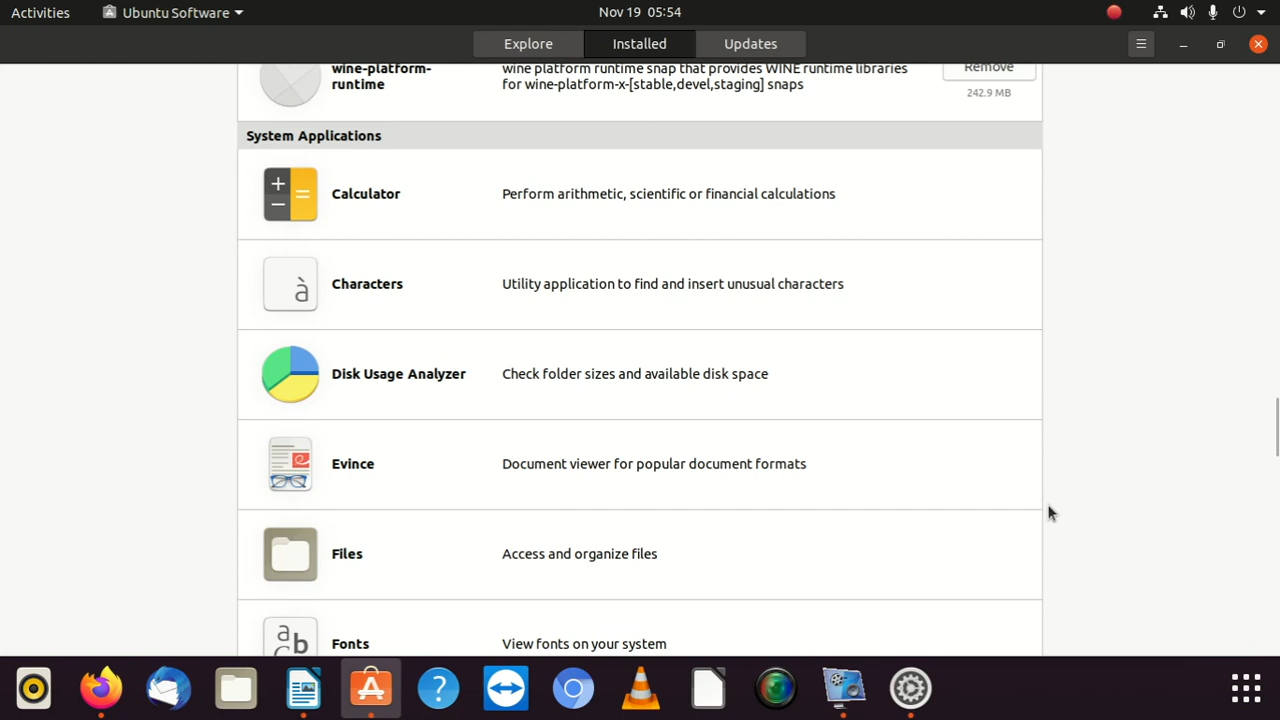 Activities
Ubuntu Software
Nov 19 05:54
Explore
Installed
Updates
wine-platform-runtime
wine platform runtime snap that provides WINE runtime libraries
for wine-platform-x-[stable,devel,staging] snaps
Remove
242.9 MB
System Applications
Calculator
Perform arithmetic, scientific or financial calculations
Characters
Utility application to find and insert unusual characters
Disk Usage Analyzer
Check folder sizes and available disk space
Evince
Document viewer for popular document formats
Files
Access and organize files
Fonts
View fonts on your system